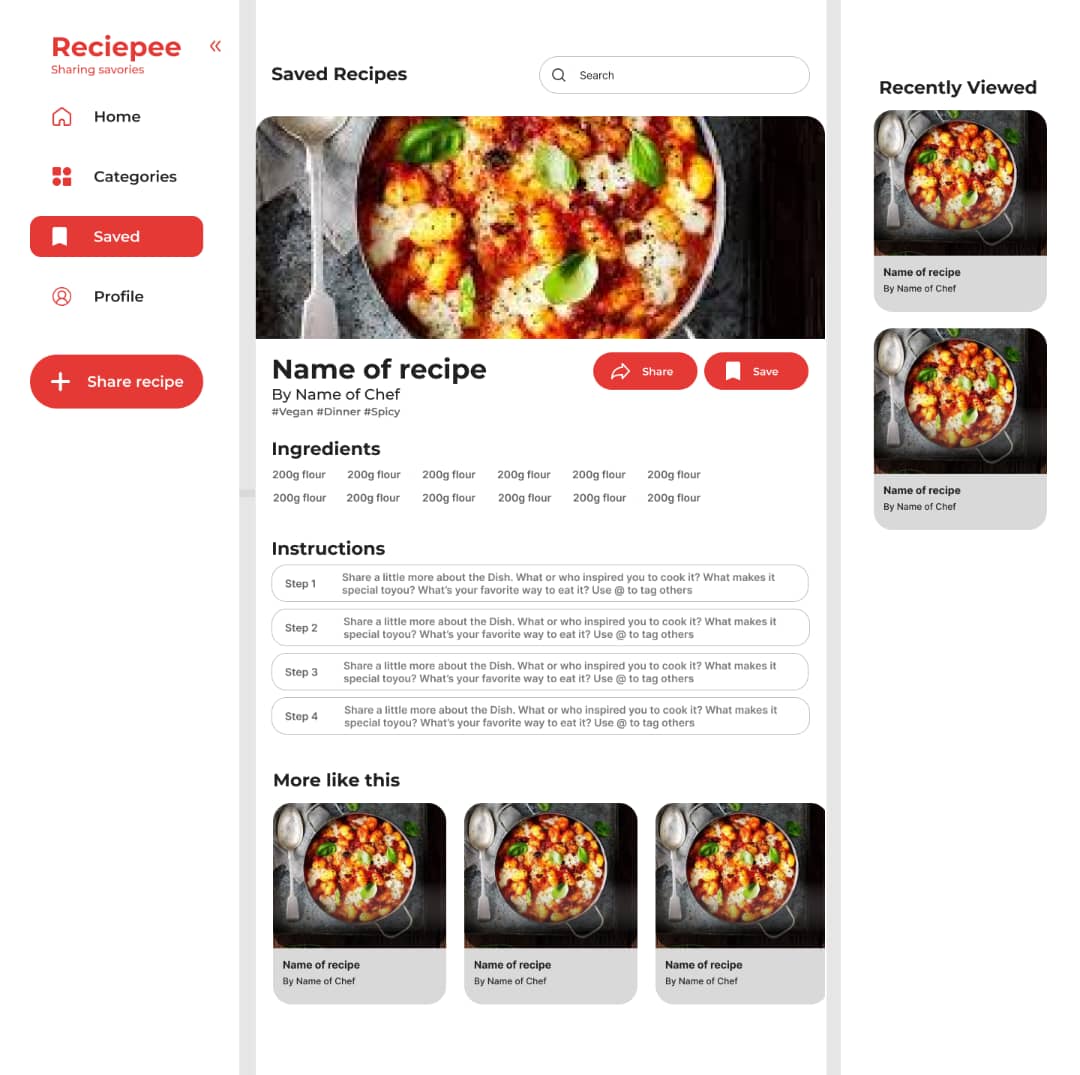 Reciepee
Sharing savories
Home
Categories
Saved
Profile
Share recipe
Saved Recipes
Search
Name of recipe
Share
Save
By Name of Chef
#Vegan #Dinner #Spicy
Ingredients
200g flour 200g flour 200g flour 200g flour 200g flour 200g flour
200g flour 200g flour 200g flour 200g flour 200g flour 200g flour
Instructions
Step 1
Share a little more about the Dish. What or who inspired you to cook it? What makes it
special toyou? What's your favorite way to eat it? Use @ to tag others
Step 2
Share a little more about the Dish. What or who inspired you to cook it? What makes it
special toyou? What's your favorite way to eat it? Use @ to tag others
Step 3
Share a little more about the Dish. What or who inspired you to cook it? What makes it
special toyou? What's your favorite way to eat it? Use @ to tag others
Step 4
Share a little more about the Dish. What or who inspired you to cook it? What makes it
special toyou? What's your favorite way to eat it? Use @ to tag others
More like this
Name of recipe
By Name of Chef
Name of recipe
By Name of Chef
Name of recipe
By Name of Chef
Recently Viewed
Name of recipe
By Name of Chef
Name of recipe
By Name of Chef